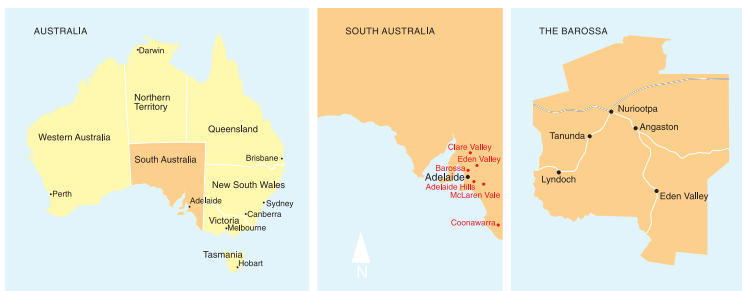 AUSTRALIA
Darwin
Northern
Territory
Western Australia
Queensland
South Australia
Brisbane
New South Wales
Perth
Adelaide
Sydney
Canberra
Victoria
Melbourne
Tasmania
Hobart
SOUTH AUSTRALIA
Clare Valley
Eden Valley
Barossa
Adelaide
Adelaide Hills
McLaren Vale
Coonawarra
N
THE BAROSSA
Nuriootpa
Angaston
Tanunda
Lyndoch
Eden Valley